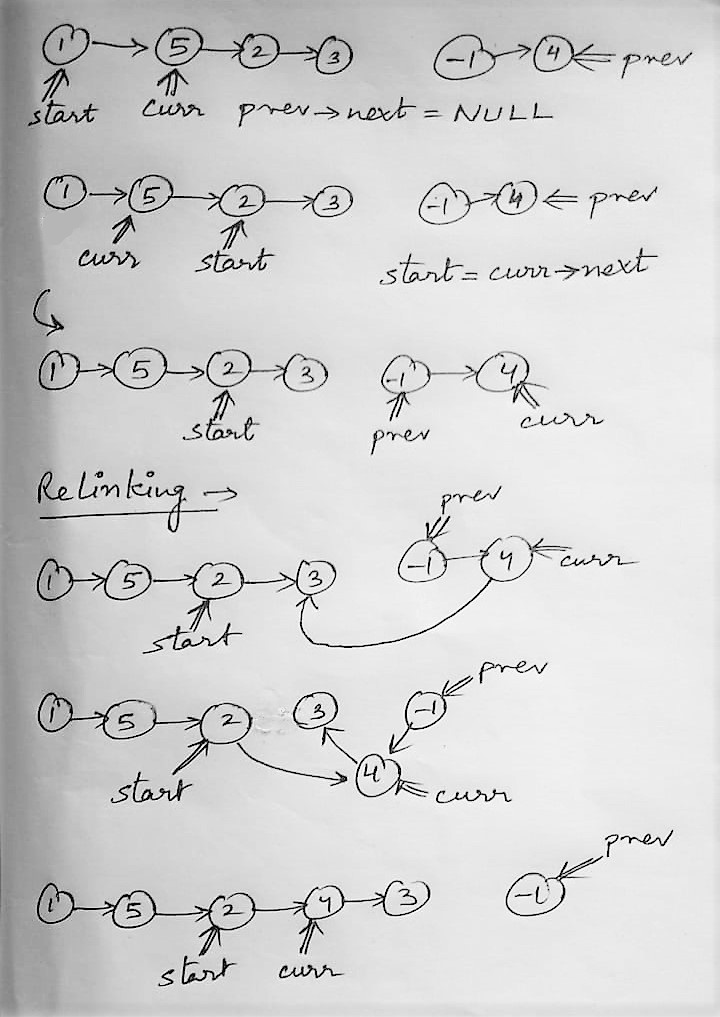 1 5 2 3 -1 4 prev
start curr prev→next = NULL
1 5 2 3 -1 4 prev
curr start
start = curr→next
1 5 2 3 -1 4
start prev curr
Relinking →
prev
1 5 2 3 -1 4 curr
start
prev
1 5 2 3 -1
4
start curr
prev
1 5 2 4 3 -1
start curr